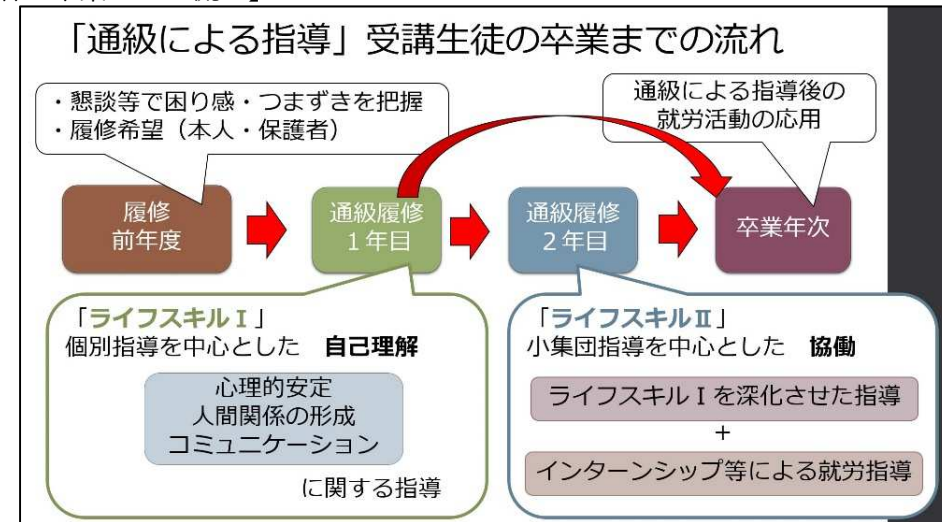 「通級による指導」受講生徒の卒業までの流れ
・懇談等で困り感・つまずきを把握
・履修希望（本人・保護者）
通級による指導後の
就労活動の応用
履修
前年度
通級履修
１年目
通級履修
２年目
卒業年次
「ライフスキルⅠ」
個別指導を中心とした　自己理解
心理的安定
人間関係の形成
コミュニケーション
に関する指導
「ライフスキルⅡ」
小集団指導を中心とした　協働
ライフスキルⅠを深化させた指導
+
インターンシップ等による就労指導